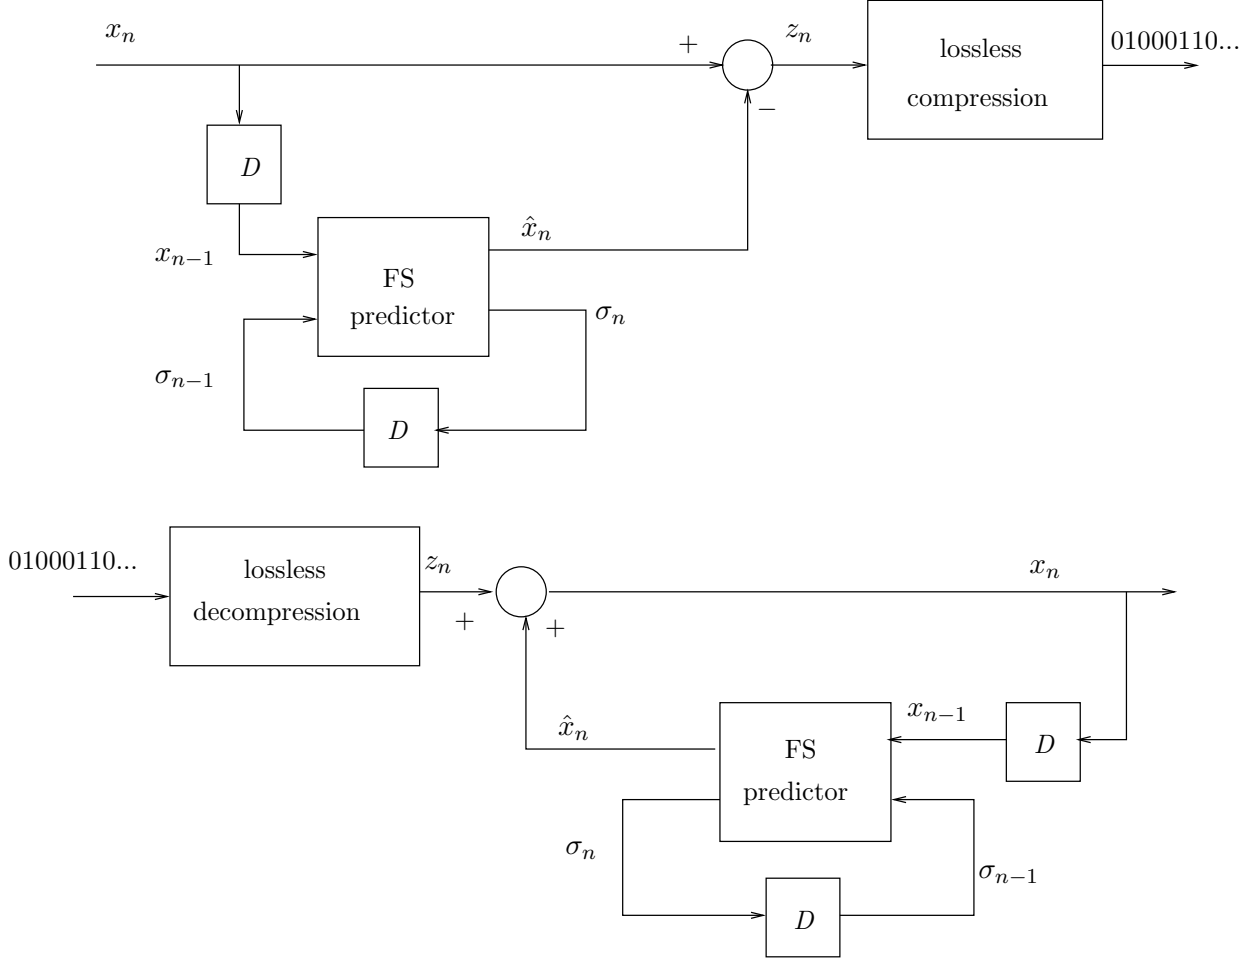 x_n
+
z_n
lossless
compression
01000110...
−
D
x_{n−1}
x̂_n
FS
predictor
σ_n
σ_{n−1}
D
01000110...
lossless
decompression
z_n
+
+
x_n
x̂_n
FS
predictor
x_{n−1}
D
σ_n
σ_{n−1}
D